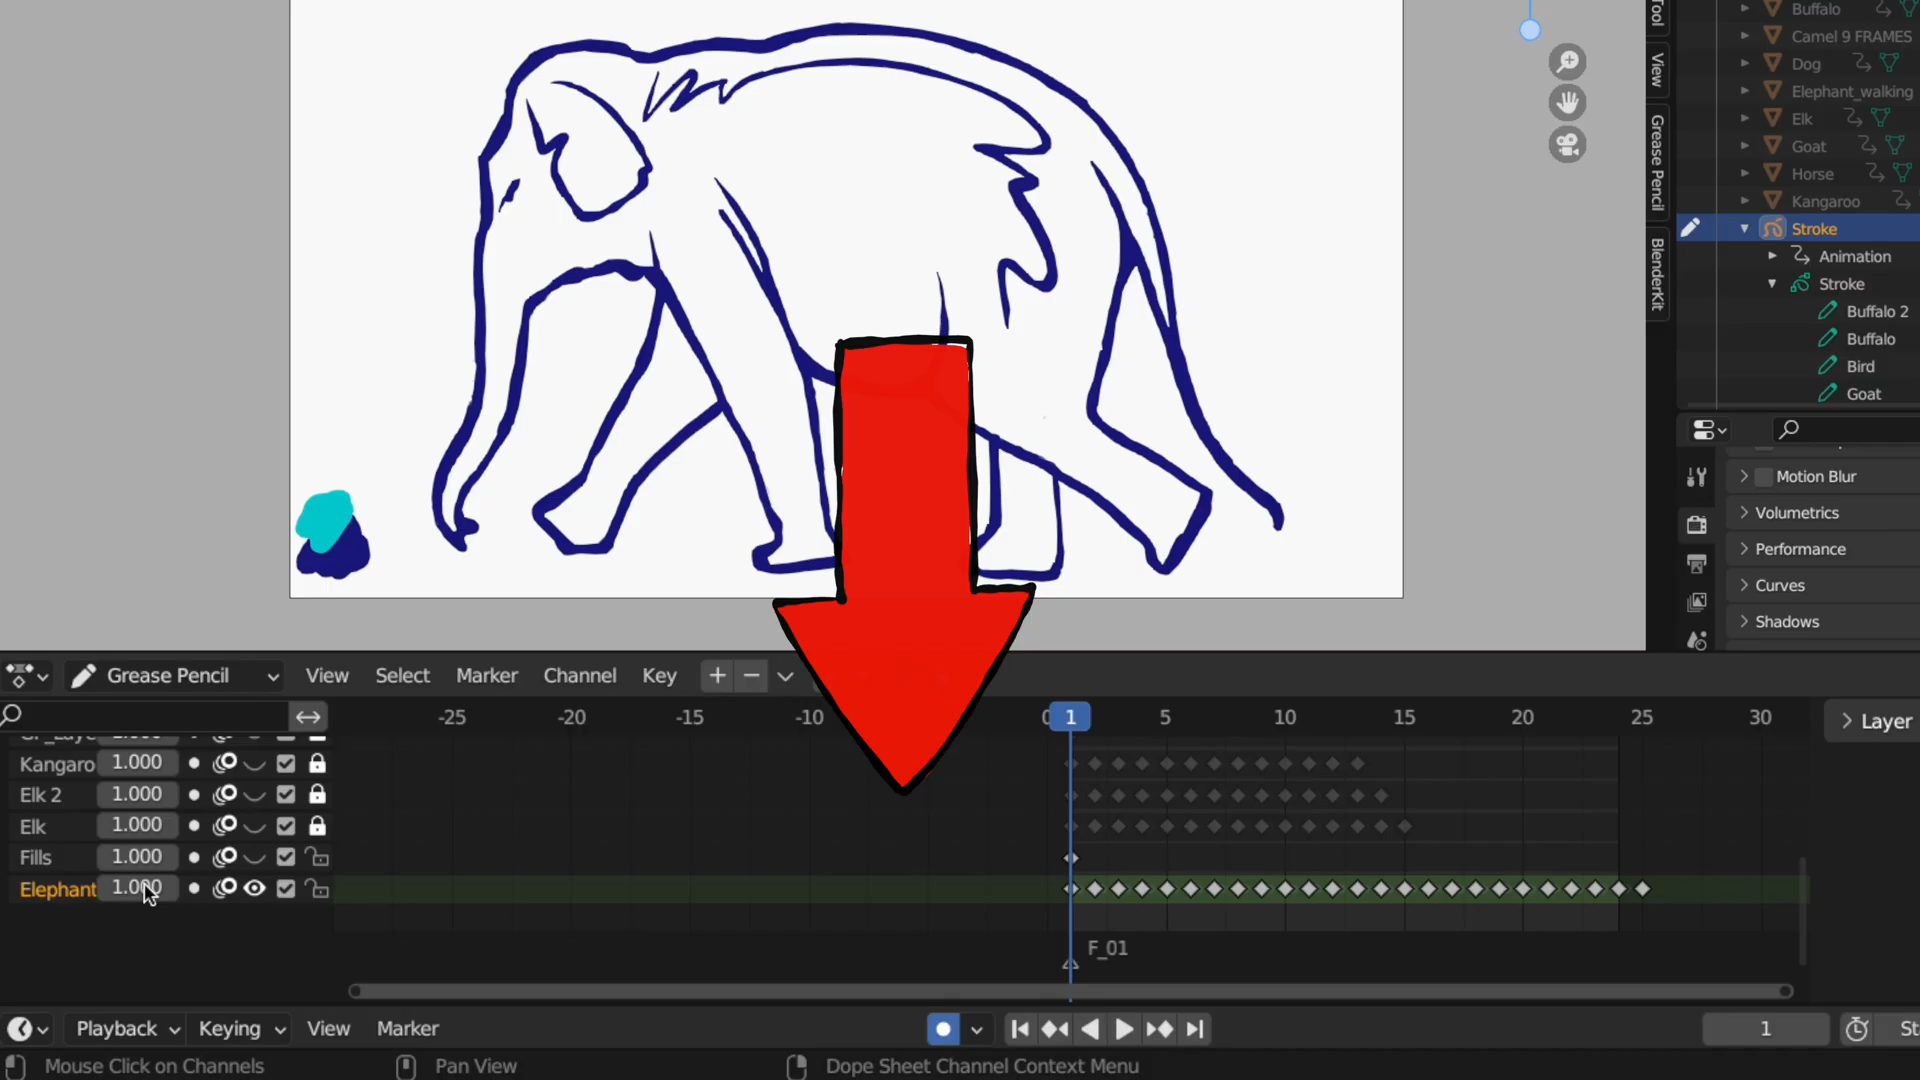 Buffalo
Camel 9 FRAMES
Dog
Elephant_walking
Elk
Goat
Horse
Kangaroo
Stroke
Animation
Stroke
Buffalo 2
Buffalo
Bird
Goat
Tool
View
Grease Pencil
BlenderKit
Motion Blur
Volumetrics
Performance
Curves
Shadows
Grease Pencil View Select Marker Channel Key
-25 -20 -15 -10 0 1 5 10 15 20 25 30
Layer
Kangaro 1.000
Elk 2 1.000
Elk 1.000
Fills 1.000
Elephant 1.000
F_01
Playback Keying View Marker 1 St
Mouse Click on Channels Pan View Dope Sheet Channel Context Menu